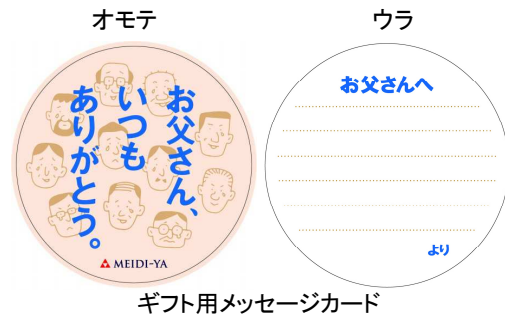 オモテ
ウラ
お父さん、
いつも
ありがとう。
MEIDI-YA
お父さんへ
より
ギフト用メッセージカード